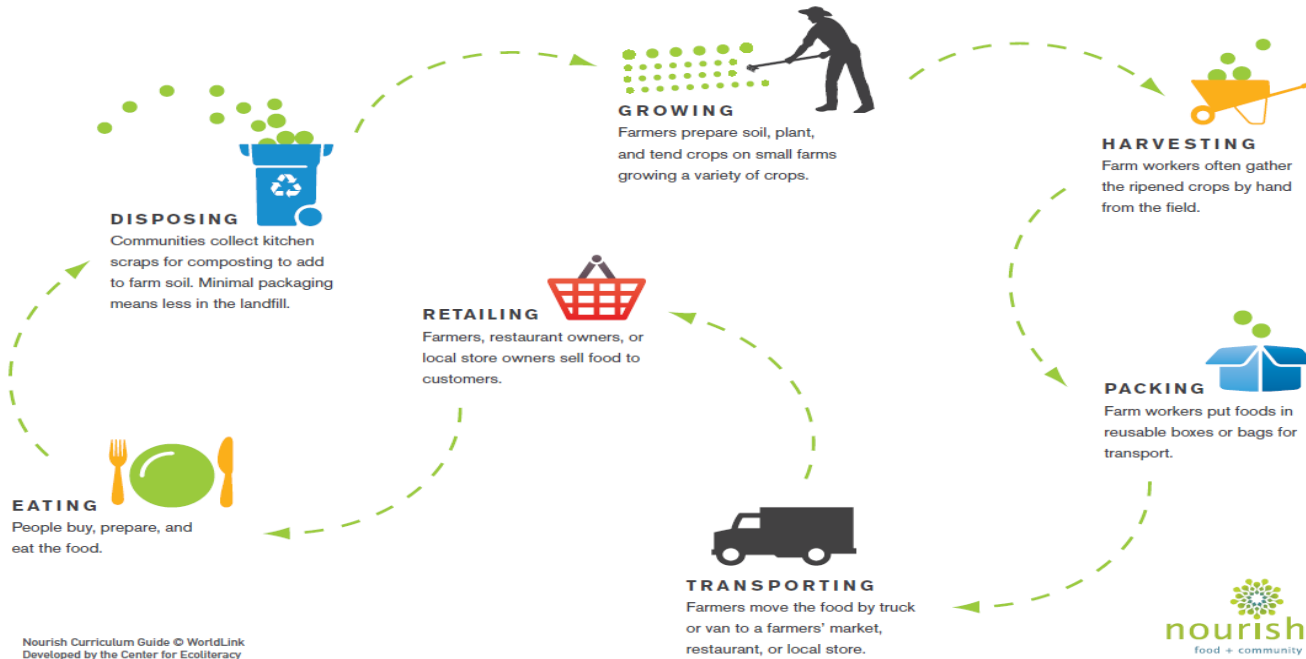 GROWING
Farmers prepare soil, plant,
and tend crops on small farms
growing a variety of crops.
HARVESTING
Farm workers often gather
the ripened crops by hand
from the field.
PACKING
Farm workers put foods in
reusable boxes or bags for
transport.
TRANSPORTING
Farmers move the food by truck
or van to a farmers’ market,
restaurant, or local store.
RETAILING
Farmers, restaurant owners, or
local store owners sell food to
customers.
EATING
People buy, prepare, and
eat the food.
DISPOSING
Communities collect kitchen
scraps for composting to add
to farm soil. Minimal packaging
means less in the landfill.
Nourish Curriculum Guide © WorldLink
Developed by the Center for Ecoliteracy
nourish
food + community